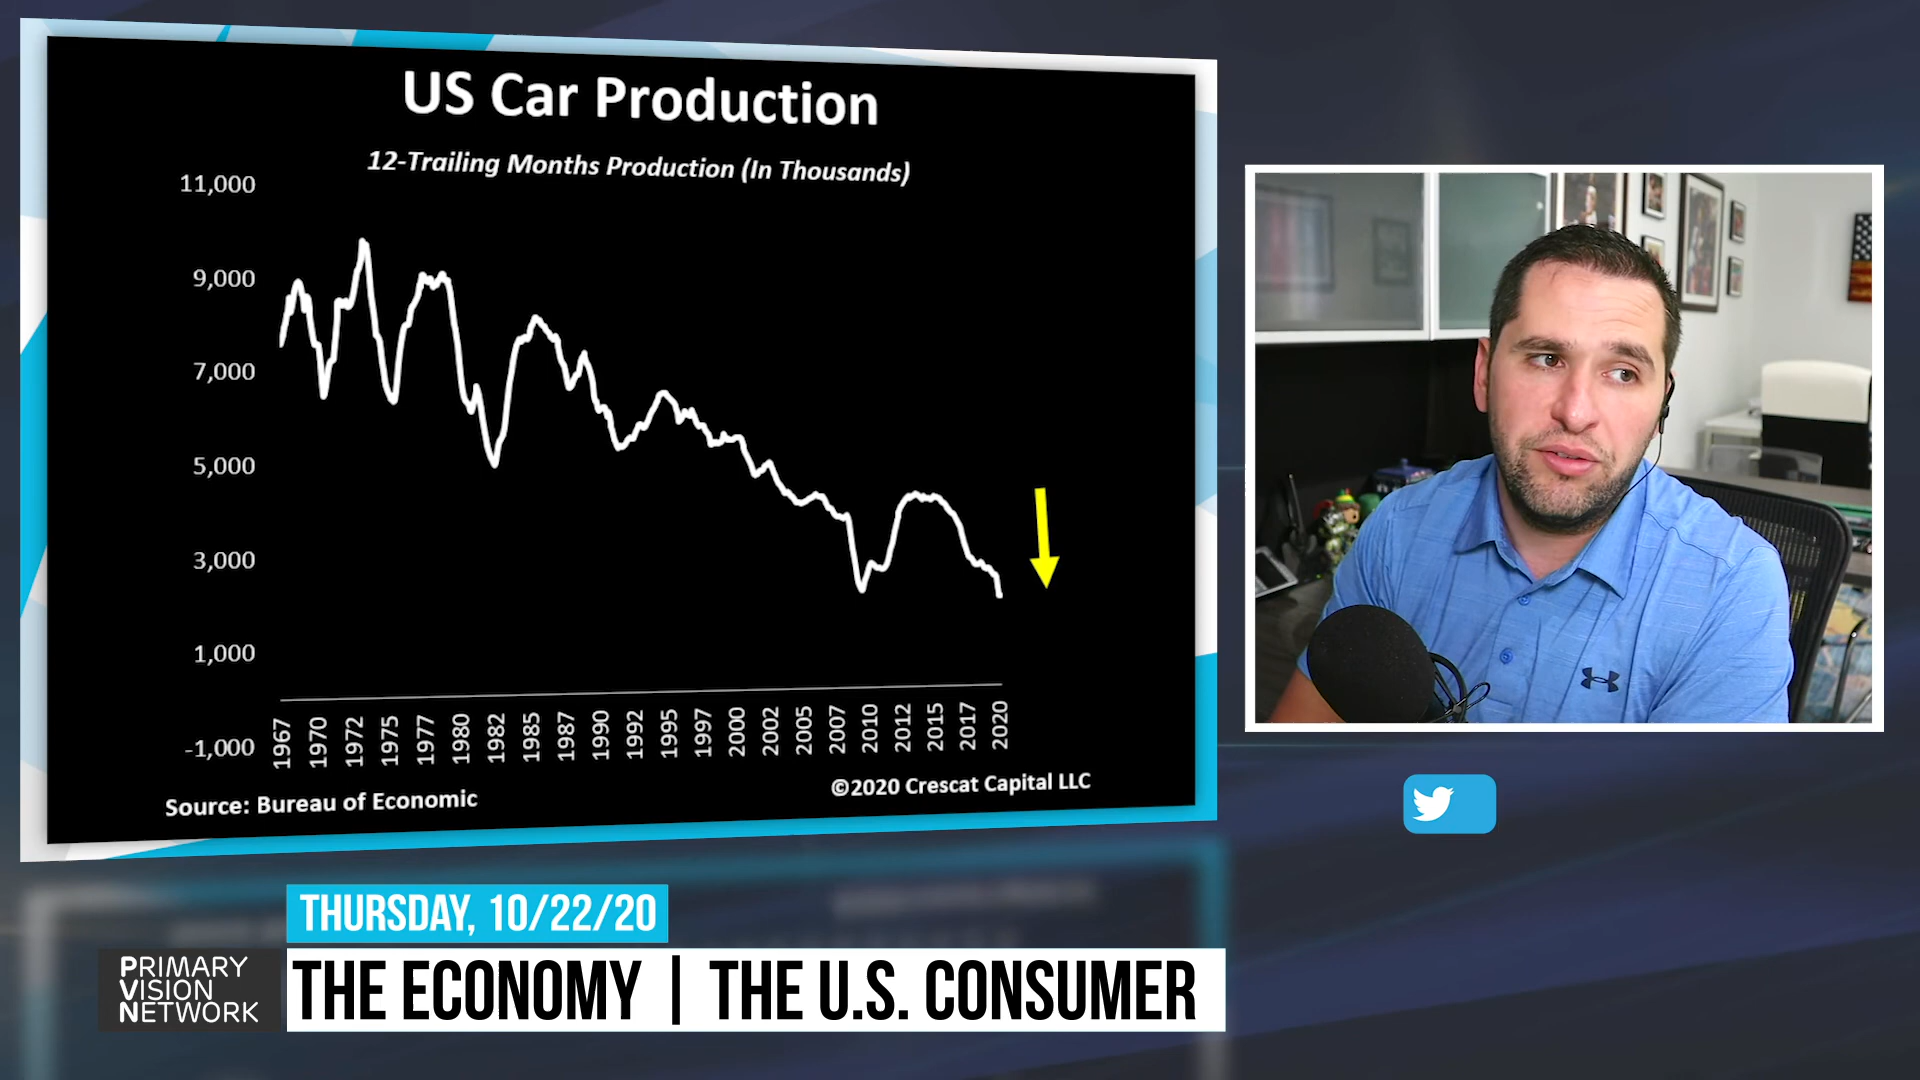 US Car Production
12-Trailing Months Production (In Thousands)
11,000
9,000
7,000
5,000
3,000
1,000
-1,000
1967 1970 1972 1975 1977 1980 1982 1985 1987 1990 1992 1995 1997 2000 2002 2005 2007 2010 2012 2015 2017 2020
Source: Bureau of Economic
©2020 Crescat Capital LLC
THURSDAY, 10/22/20
PRIMARY
VISION
NETWORK
THE ECONOMY | THE U.S. CONSUMER